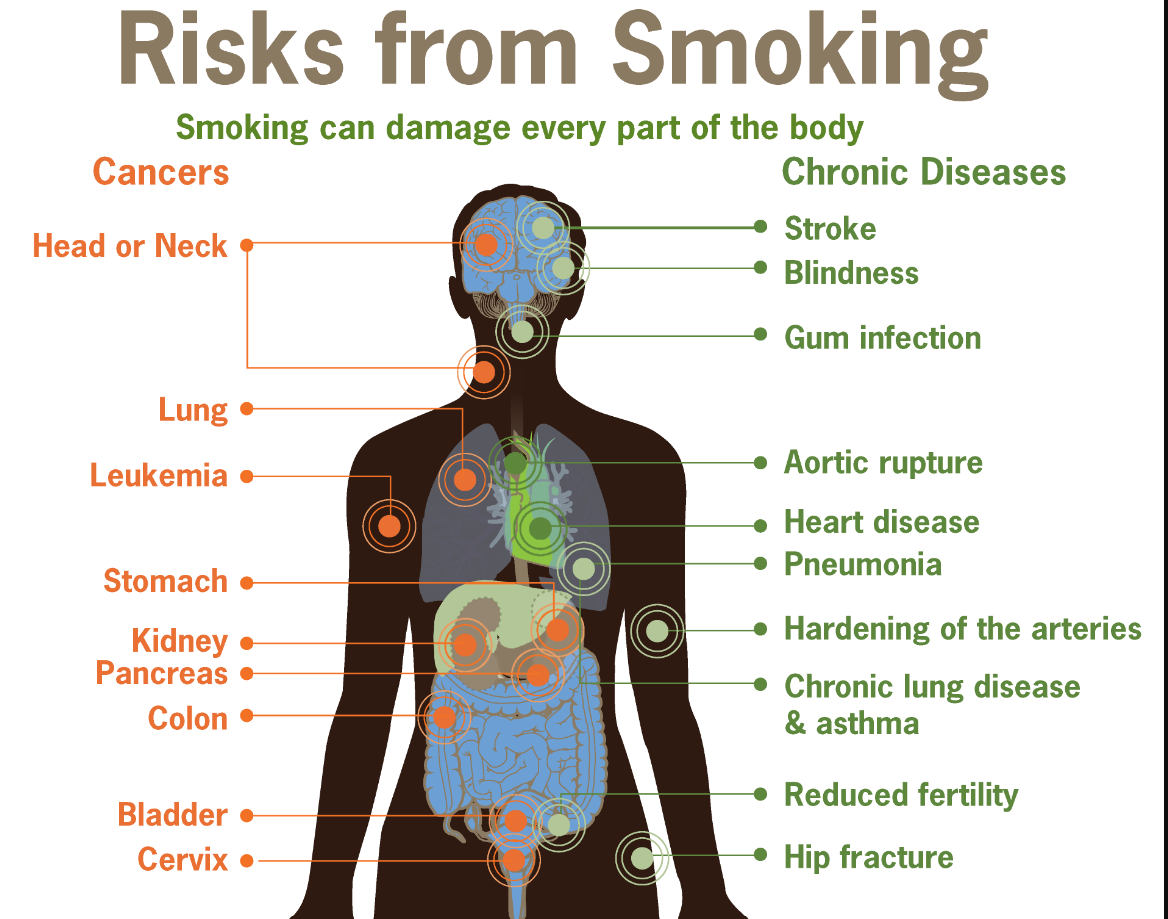 Risks from Smoking
Smoking can damage every part of the body
Cancers
Head or Neck
Lung
Leukemia
Stomach
Kidney
Pancreas
Colon
Bladder
Cervix
Chronic Diseases
Stroke
Blindness
Gum infection
Aortic rupture
Heart disease
Pneumonia
Hardening of the arteries
Chronic lung disease
& asthma
Reduced fertility
Hip fracture